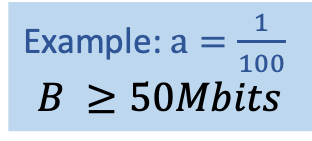 Example: a = 1/100
B ≥ 50Mbits